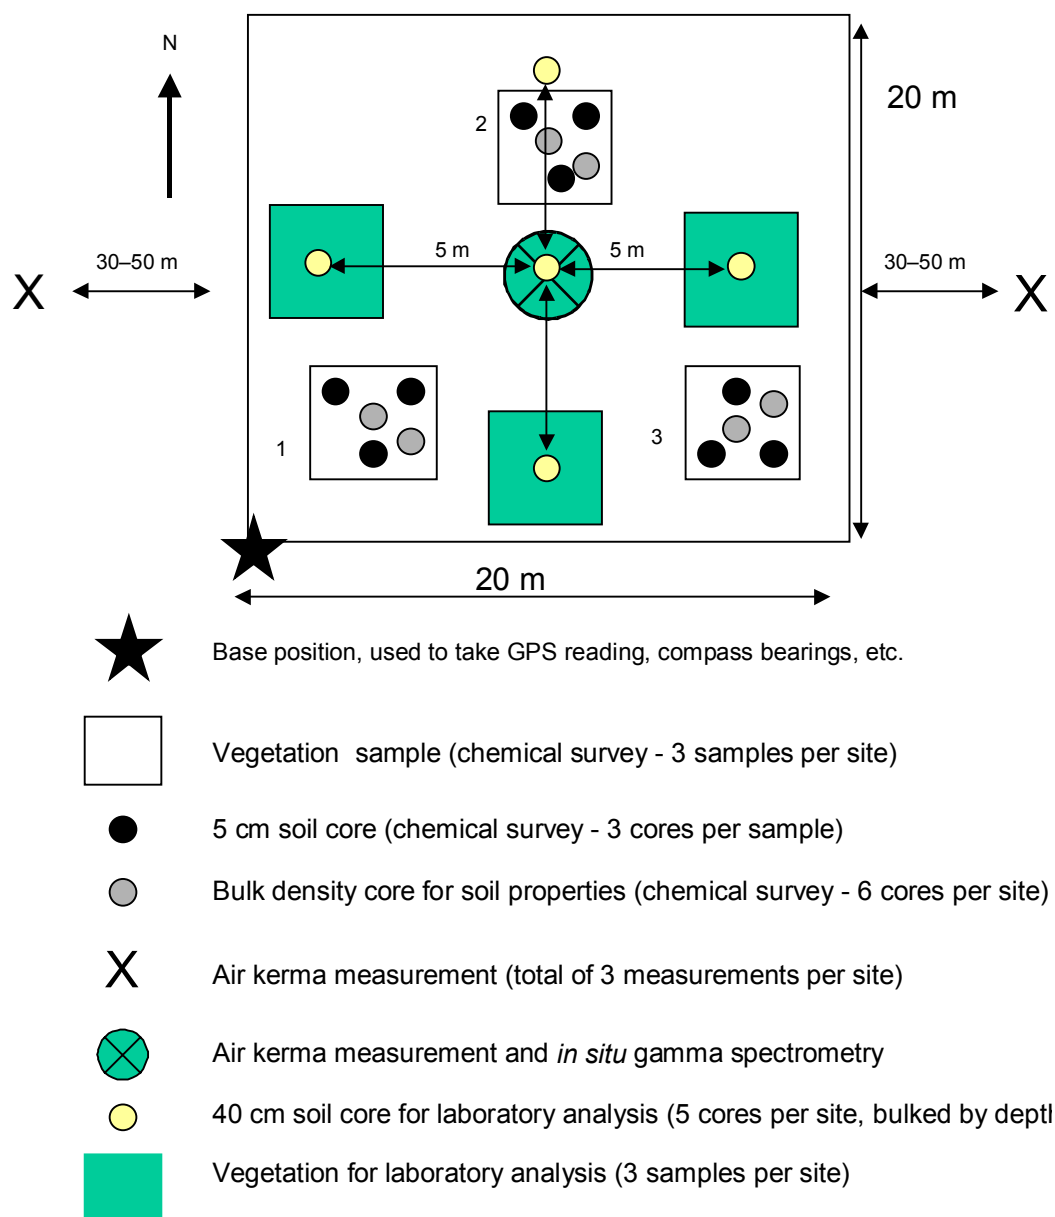 N
20 m
2
5 m
5 m
30–50 m
30–50 m
X
X
1
3
20 m
Base position, used to take GPS reading, compass bearings, etc.
Vegetation sample (chemical survey - 3 samples per site)
5 cm soil core (chemical survey - 3 cores per sample)
Bulk density core for soil properties (chemical survey - 6 cores per site)
X Air kerma measurement (total of 3 measurements per site)
Air kerma measurement and in situ gamma spectrometry
40 cm soil core for laboratory analysis (5 cores per site, bulked by dept
Vegetation for laboratory analysis (3 samples per site)